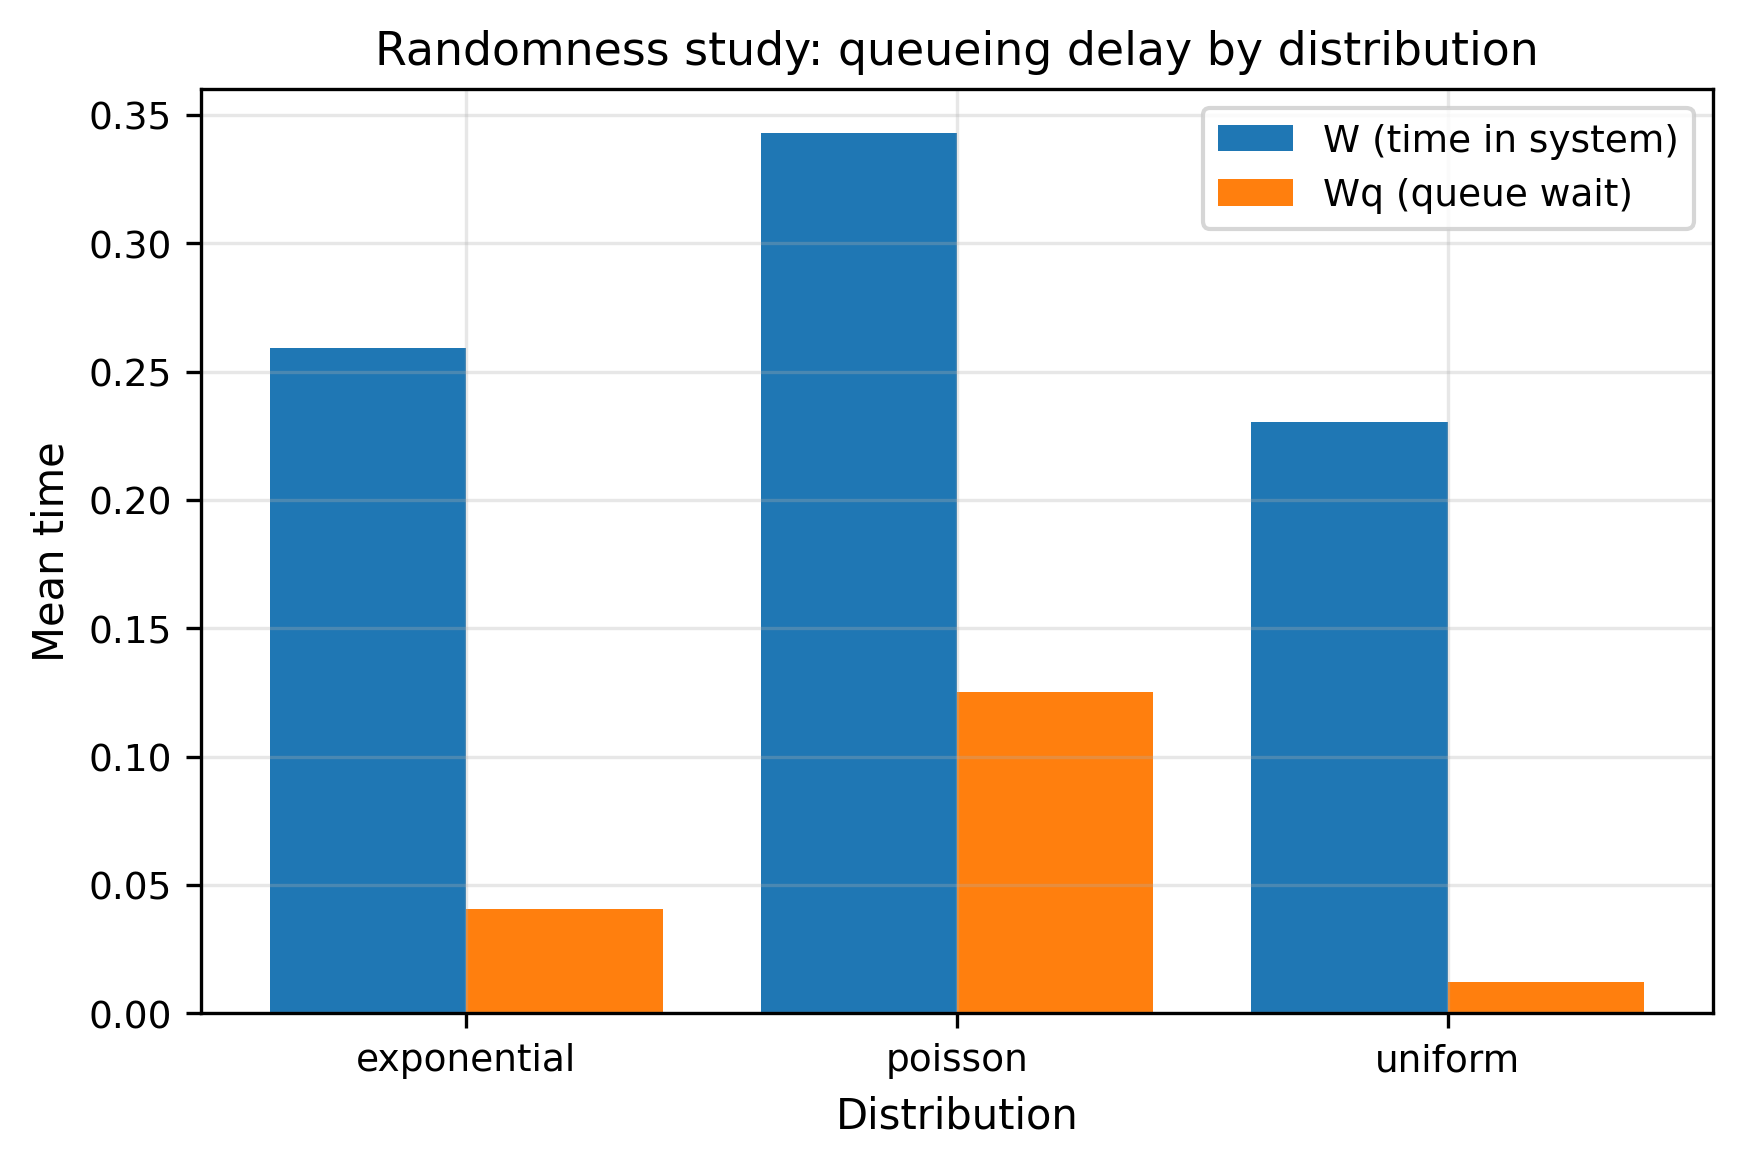 Randomness study: queueing delay by distribution
W (time in system)
Wq (queue wait)
Mean time
0.35
0.30
0.25
0.20
0.15
0.10
0.05
0.00
exponential
poisson
uniform
Distribution